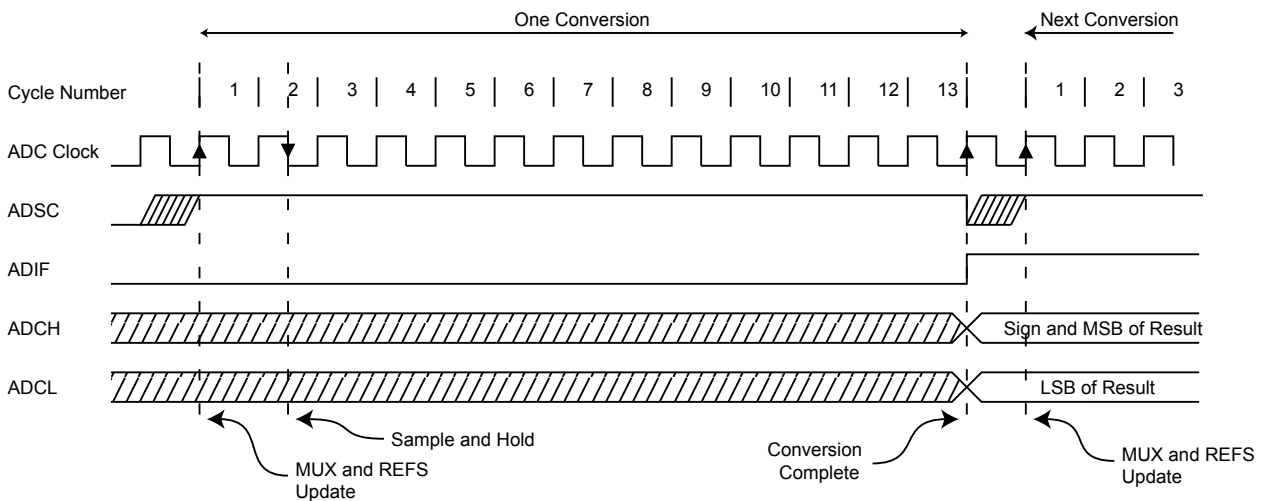 One Conversion
Next Conversion
Cycle Number
1 2 3 4 5 6 7 8 9 10 11 12 13 1 2 3
ADC Clock
ADSC
ADIF
ADCH
Sign and MSB of Result
ADCL
LSB of Result
Sample and Hold
MUX and REFS
Update
Conversion
Complete
MUX and REFS
Update